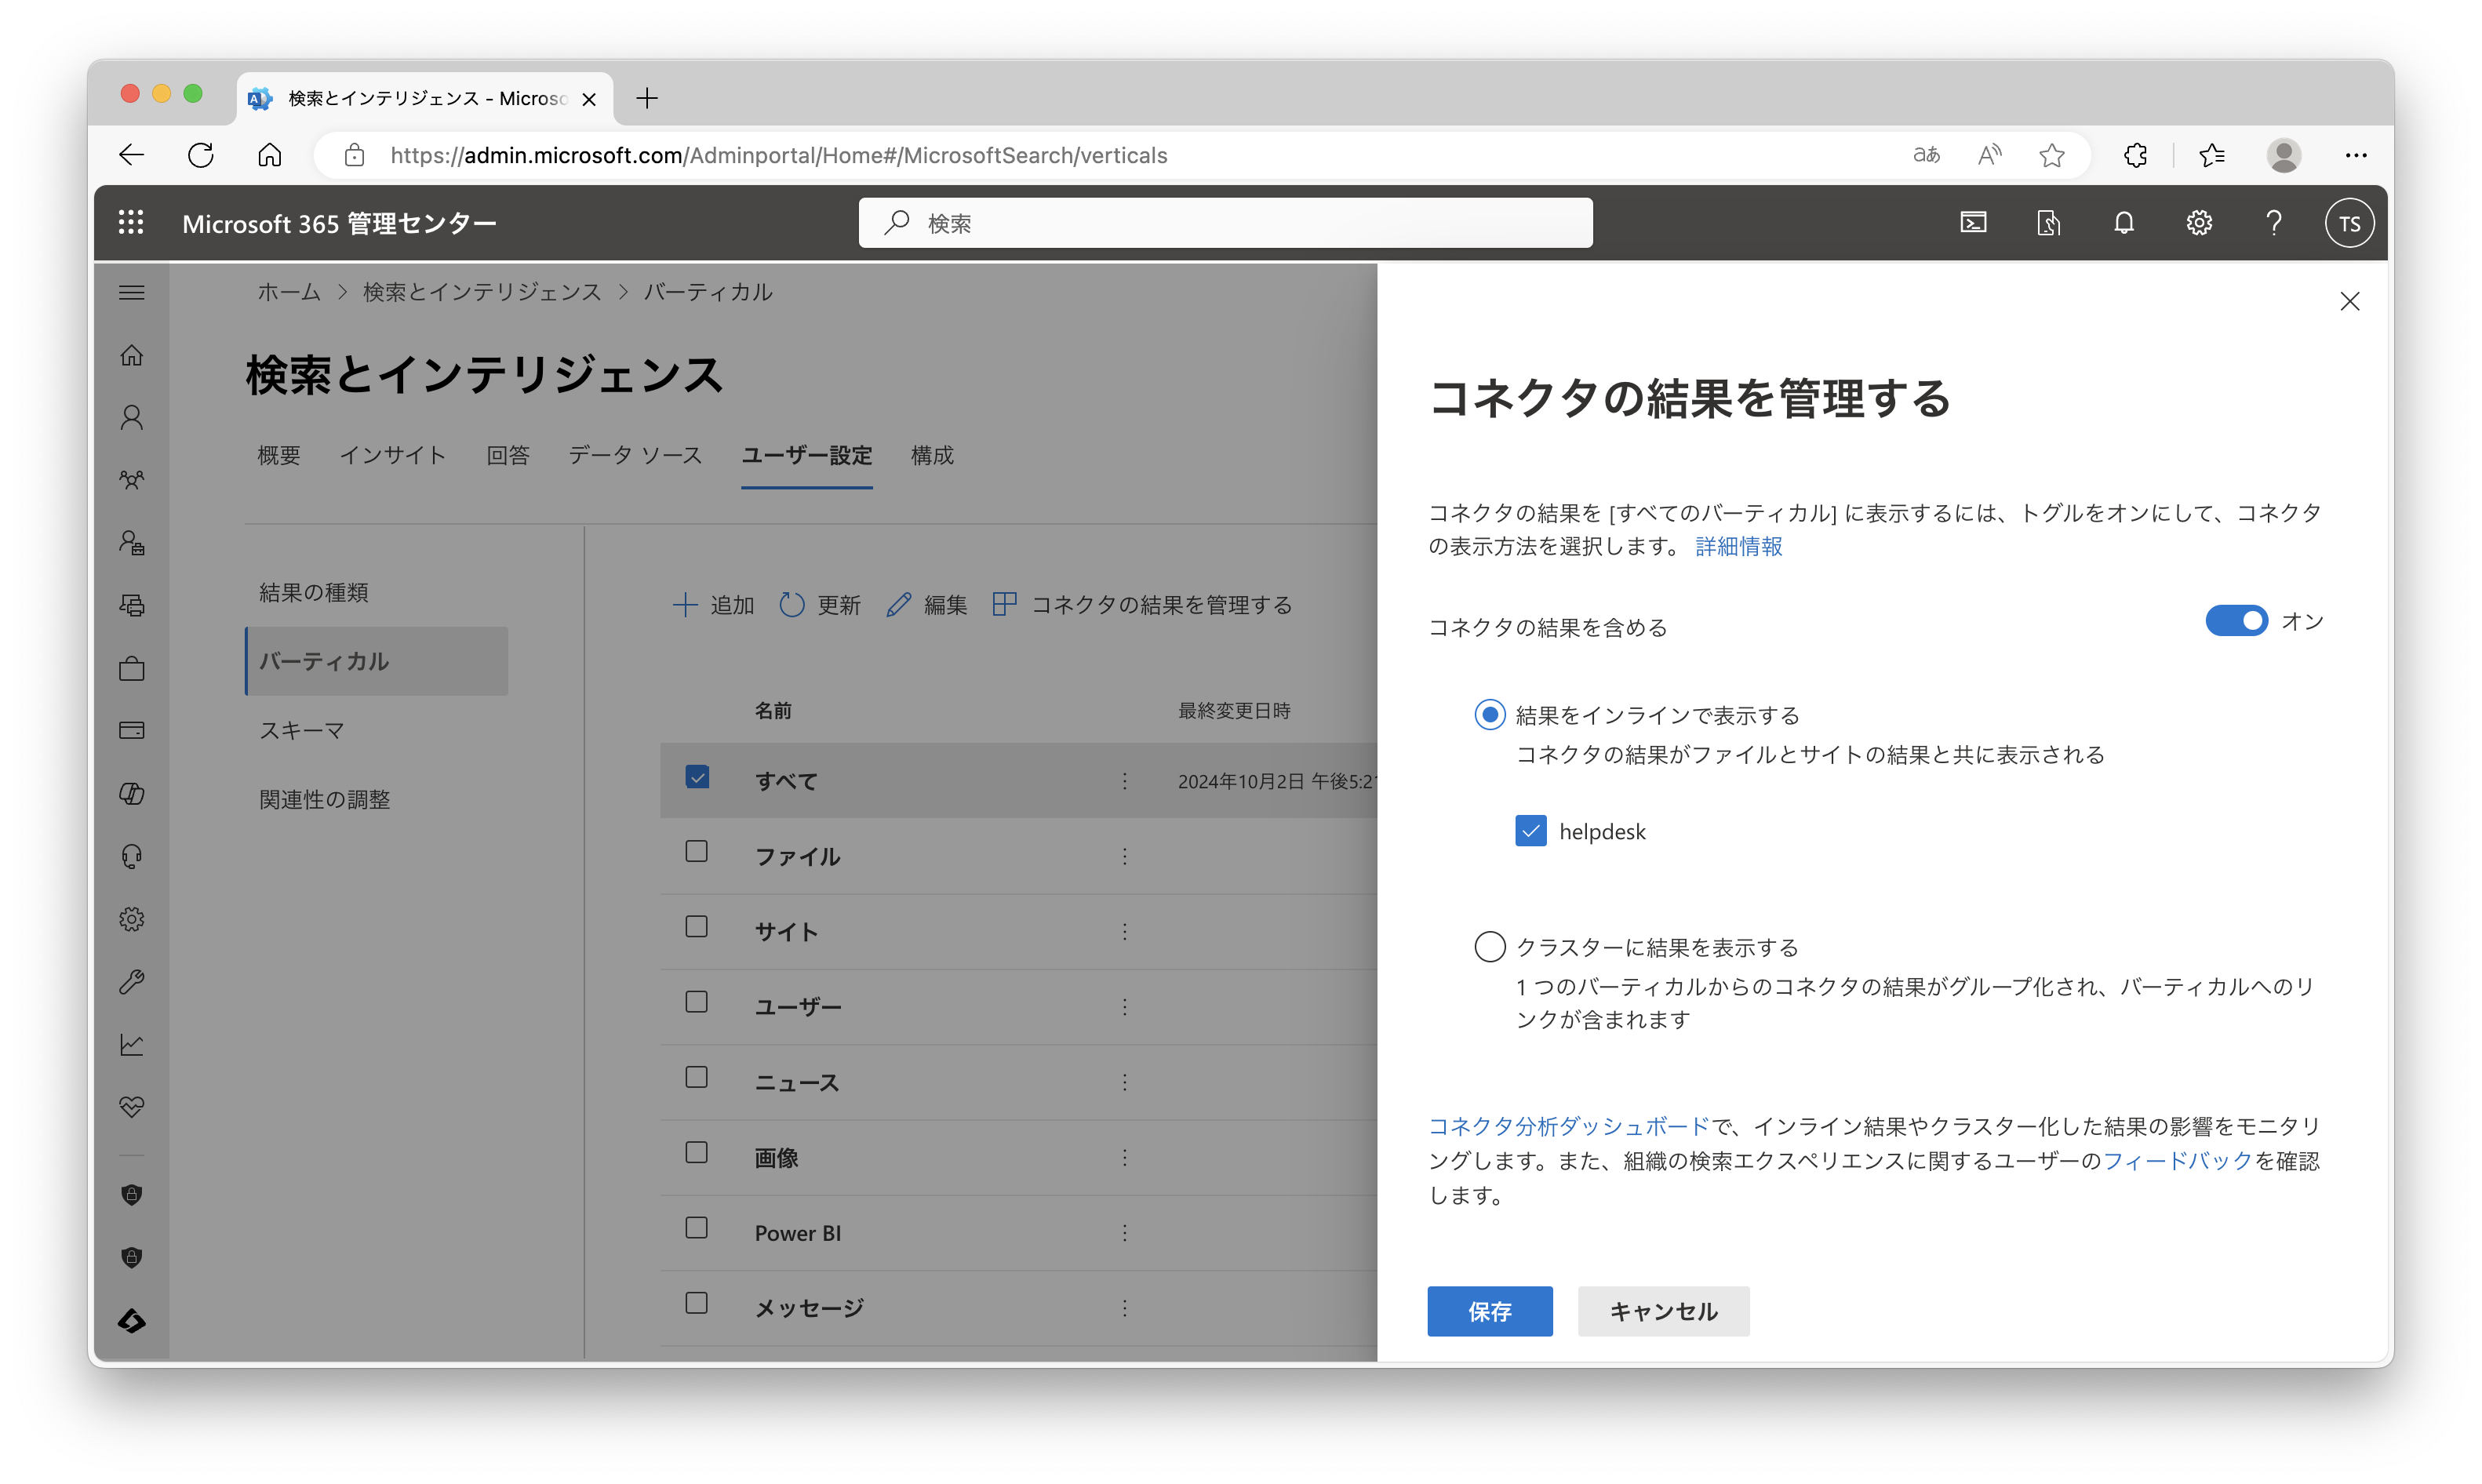 検索とインテリジェンス - Microso
https://admin.microsoft.com/Adminportal/Home#/MicrosoftSearch/verticals
aあ
A
Microsoft 365 管理センター
検索
TS
ホーム > 検索とインテリジェンス > バーティカル
検索とインテリジェンス
概要 インサイト 回答 データ ソース ユーザー設定 構成
結果の種類
バーティカル
スキーマ
関連性の調整
追加 更新 編集 コネクタの結果を管理する
名前 最終変更日時
すべて 2024年10月2日 午後5:21
ファイル
サイト
ユーザー
ニュース
画像
Power BI
メッセージ
コネクタの結果を管理する
コネクタの結果を [すべてのバーティカル] に表示するには、トグルをオンにして、コネクタ
の表示方法を選択します。 詳細情報
コネクタの結果を含める オン
結果をインラインで表示する
コネクタの結果がファイルとサイトの結果と共に表示される
helpdesk
クラスターに結果を表示する
1 つのバーティカルからのコネクタの結果がグループ化され、バーティカルへのリ
ンクが含まれます
コネクタ分析ダッシュボードで、インライン結果やクラスター化した結果の影響をモニタリ
ングします。また、組織の検索エクスペリエンスに関するユーザーのフィードバックを確認
します。
保存 キャンセル